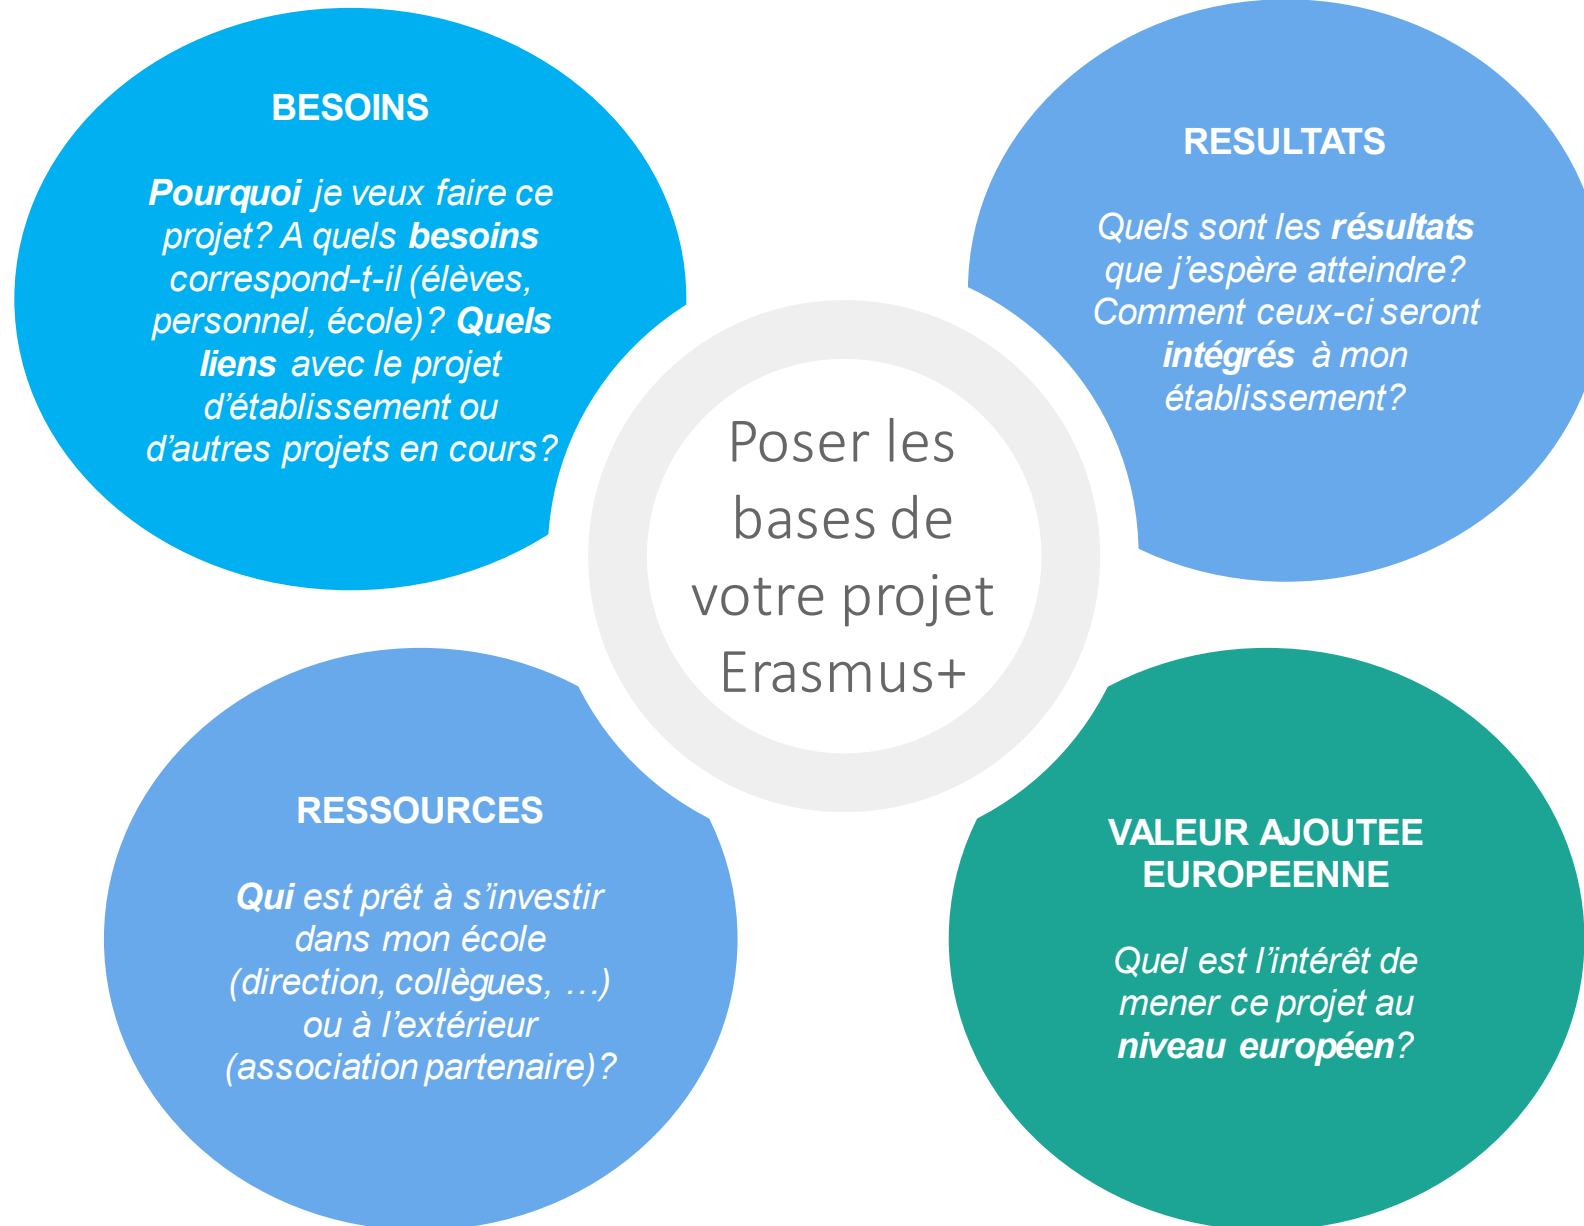 BESOINS
Pourquoi je veux faire ce
projet? A quels besoins
correspond-t-il (élèves,
personnel, école)? Quels
liens avec le projet
d'établissement ou
d'autres projets en cours?
RESULTATS
Quels sont les résultats
que j'espère atteindre?
Comment ceux-ci seront
intégrés à mon
établissement?
Poser les
bases de
votre projet
Erasmus+
RESSOURCES
Qui est prêt à s'investir
dans mon école
(direction, collègues, …)
ou à l'extérieur
(association partenaire)?
VALEUR AJOUTEE
EUROPEENNE
Quel est l'intérêt de
mener ce projet au
niveau européen?